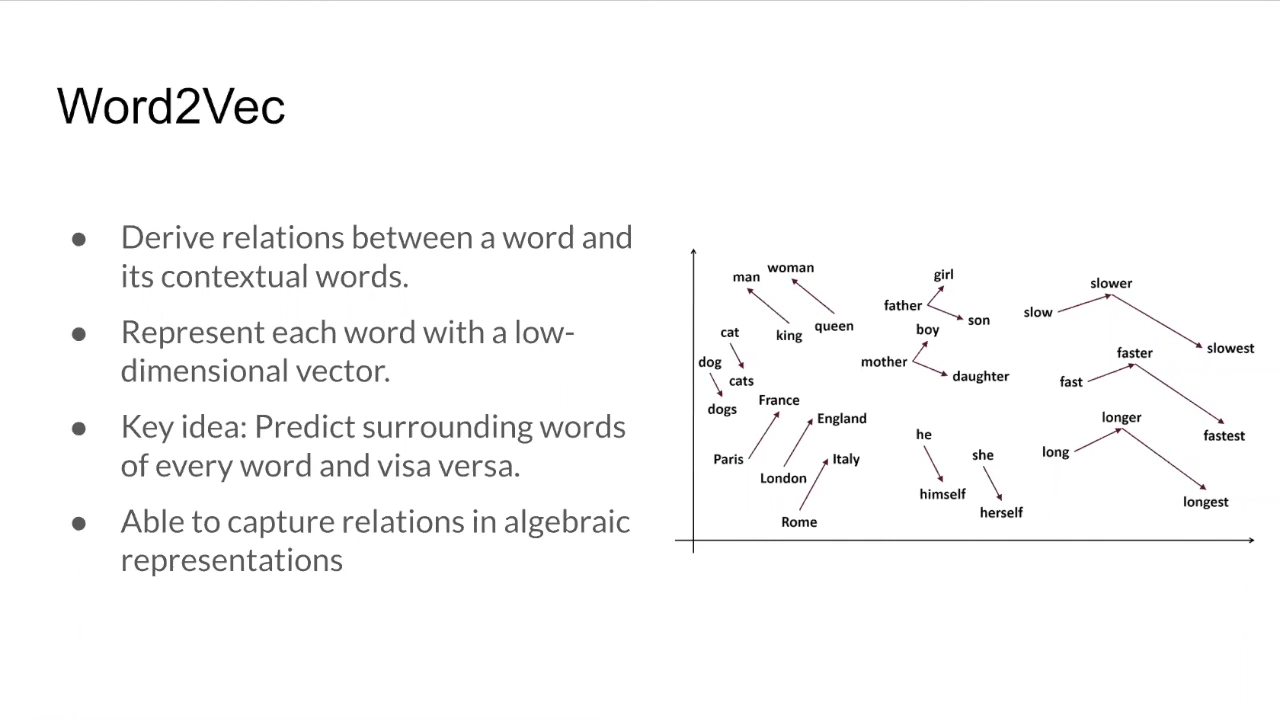 Word2Vec
● Derive relations between a word and
its contextual words.
● Represent each word with a low-
dimensional vector.
● Key idea: Predict surrounding words
of every word and visa versa.
● Able to capture relations in algebraic
representations
man
woman
king
queen
cat
cats
dog
dogs
France
England
Paris
Italy
London
Rome
girl
father
son
boy
mother
daughter
he
she
himself
herself
slower
slow
slowest
faster
fast
fastest
longer
long
longest